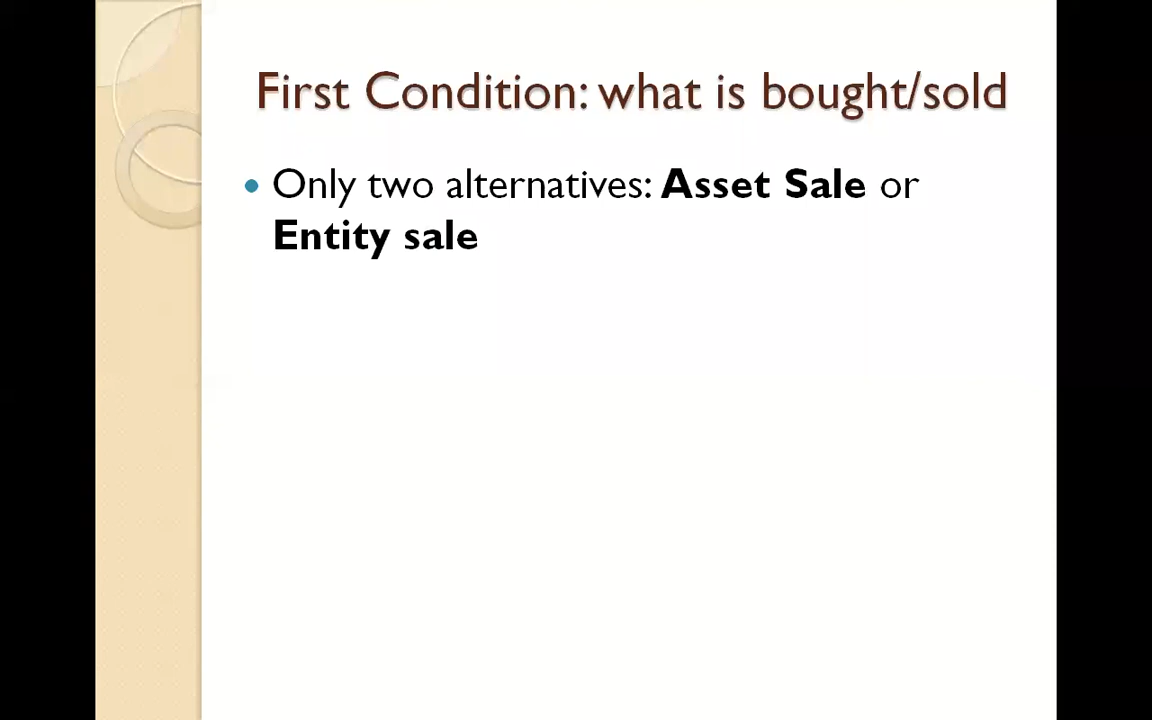 First Condition: what is bought/sold
• Only two alternatives: Asset Sale or
Entity sale